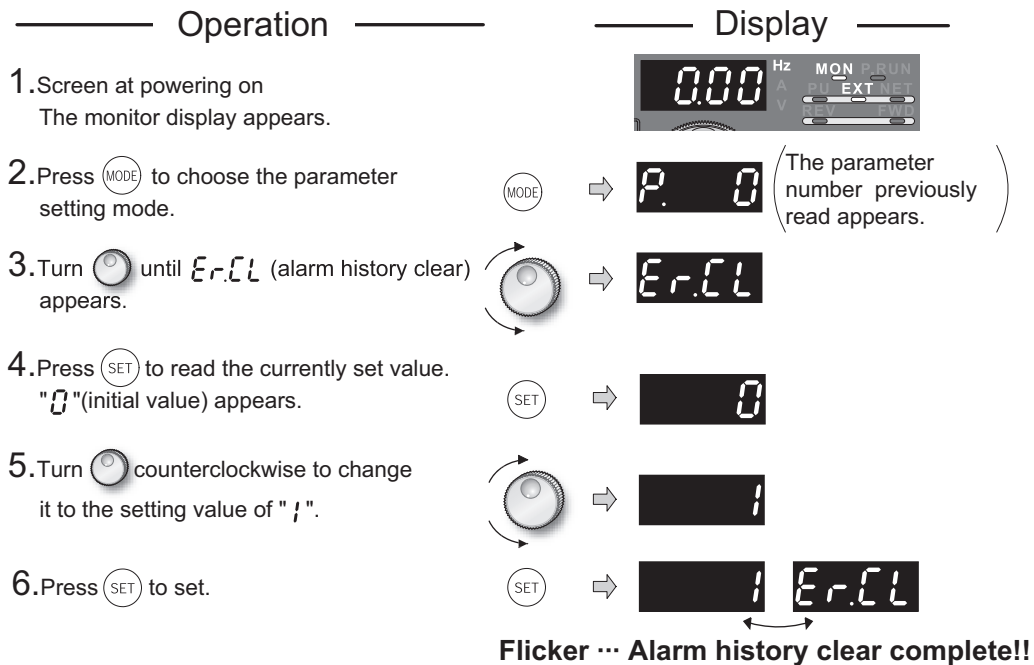 Operation
Display
1.Screen at powering on
The monitor display appears.
0.00 Hz MON P.RUN
A PU EXT NET
V REV FWD
2.Press MODE to choose the parameter
setting mode.
MODE
P. 0
The parameter
number previously
read appears.
3.Turn until Er.CL (alarm history clear)
appears.
Er.CL
4.Press SET to read the currently set value.
"0"(initial value) appears.
SET
0
5.Turn counterclockwise to change
it to the setting value of "1".
1
6.Press SET to set.
SET
1 Er.CL
Flicker ··· Alarm history clear complete!!